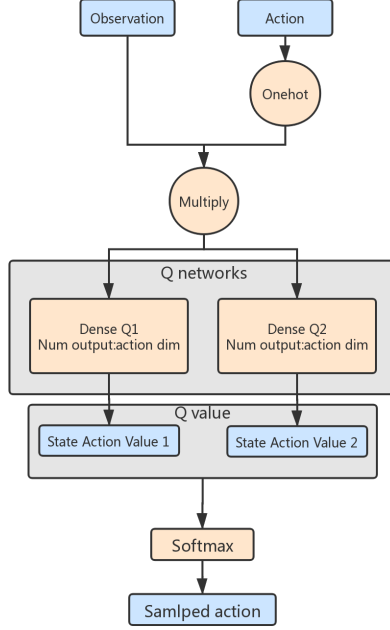 Observation
Action
Onehot
Multiply
Q networks
Dense Q1
Num output:action dim
Dense Q2
Num output:action dim
Q value
State Action Value 1
State Action Value 2
Softmax
Samlped action